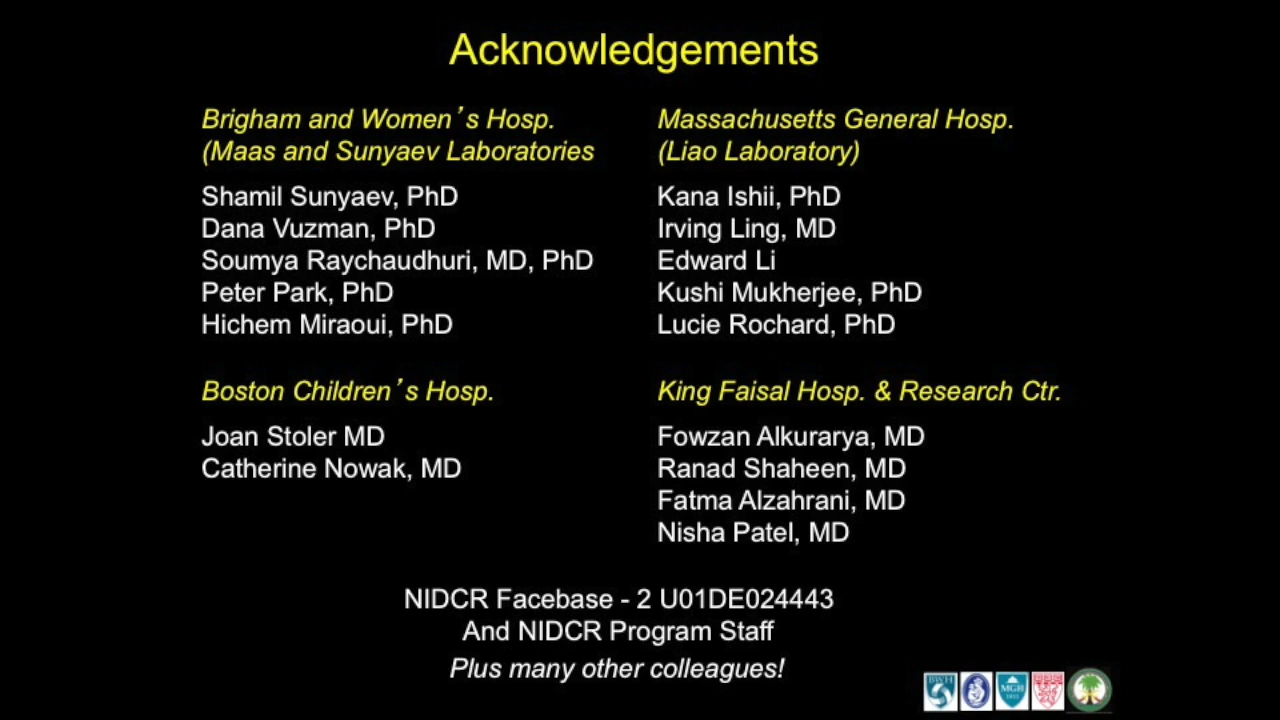 Acknowledgements
Brigham and Women’s Hosp.
(Maas and Sunyaev Laboratories
Shamil Sunyaev, PhD
Dana Vuzman, PhD
Soumya Raychaudhuri, MD, PhD
Peter Park, PhD
Hichem Miraoui, PhD
Massachusetts General Hosp.
(Liao Laboratory)
Kana Ishii, PhD
Irving Ling, MD
Edward Li
Kushi Mukherjee, PhD
Lucie Rochard, PhD
Boston Children’s Hosp.
Joan Stoler MD
Catherine Nowak, MD
King Faisal Hosp. & Research Ctr.
Fowzan Alkurarya, MD
Ranad Shaheen, MD
Fatma Alzahrani, MD
Nisha Patel, MD
NIDCR Facebase - 2 U01DE024443
And NIDCR Program Staff
Plus many other colleagues!
BWH
MGH